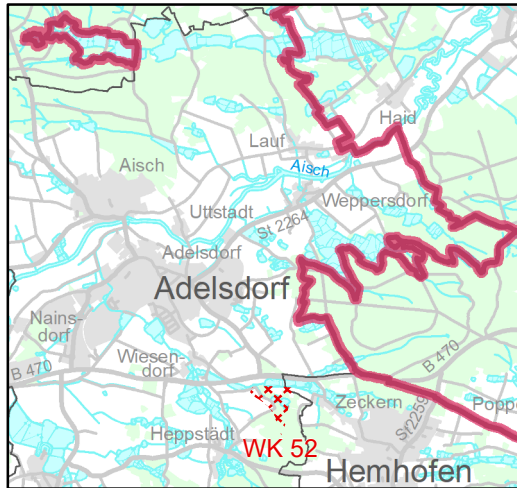 Haid
Lauf
Aisch
Aisch
Weppersdorf
Uttstadt
St 2264
Adelsdorf
Adelsdorf
Nains-
dorf
B 470
B 470
Wiesen-
dorf
Zeckern
Poppe
St2259
Heppstädt
WK 52
Hemhofen